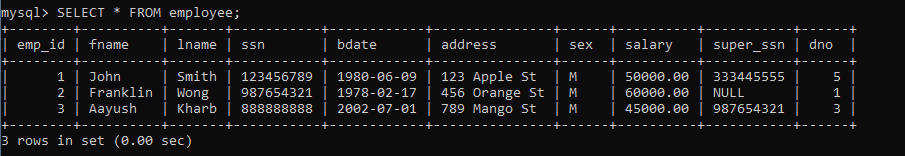 mysql> SELECT * FROM employee;
+--------+----------+-------+-----------+------------+---------------+------+----------+-----------+------+
| emp_id | fname    | lname | ssn       | bdate      | address       | sex  | salary   | super_ssn | dno  |
+--------+----------+-------+-----------+------------+---------------+------+----------+-----------+------+
|      1 | John     | Smith | 123456789 | 1980-06-09 | 123 Apple St  | M    | 50000.00 | 333445555 |    5 |
|      2 | Franklin | Wong  | 987654321 | 1978-02-17 | 456 Orange St | M    | 60000.00 | NULL      |    1 |
|      3 | Aayush   | Kharb | 888888888 | 2002-07-01 | 789 Mango St  | M    | 45000.00 | 987654321 |    3 |
+--------+----------+-------+-----------+------------+---------------+------+----------+-----------+------+
3 rows in set (0.00 sec)